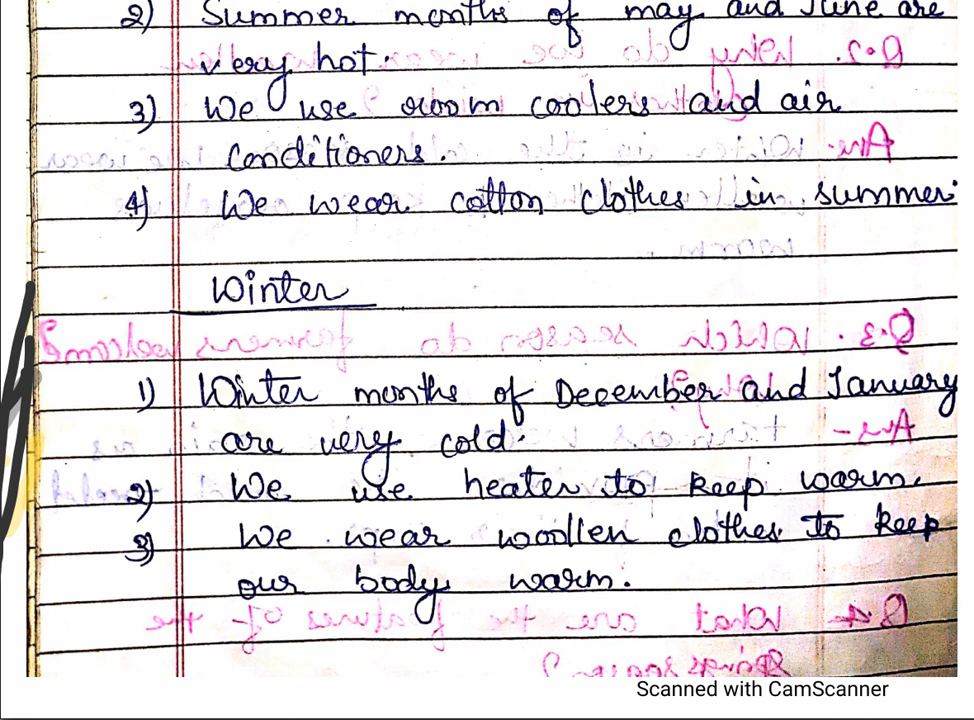 2) Summer months of may and June are
very hot.
3) We use room coolers and air
conditioners.
4) We wear cotton clothes in summer.
Winter
1) Winter months of December and January
are very cold.
2) We use heater to keep warm.
3) We wear woollen clothes to keep
our body warm.
Scanned with CamScanner